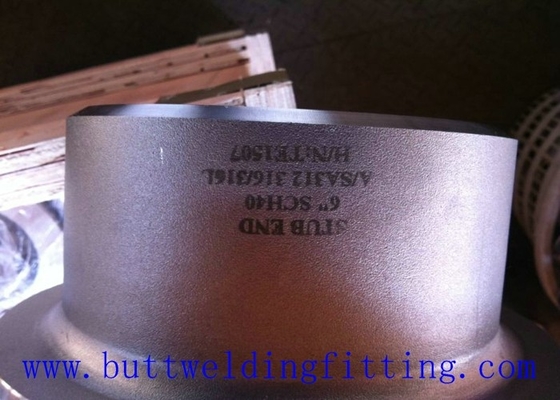 STUB END
6" SCH40
A/SA312 316/316L
H/N:TE1507
www.buttweldingfitting.com